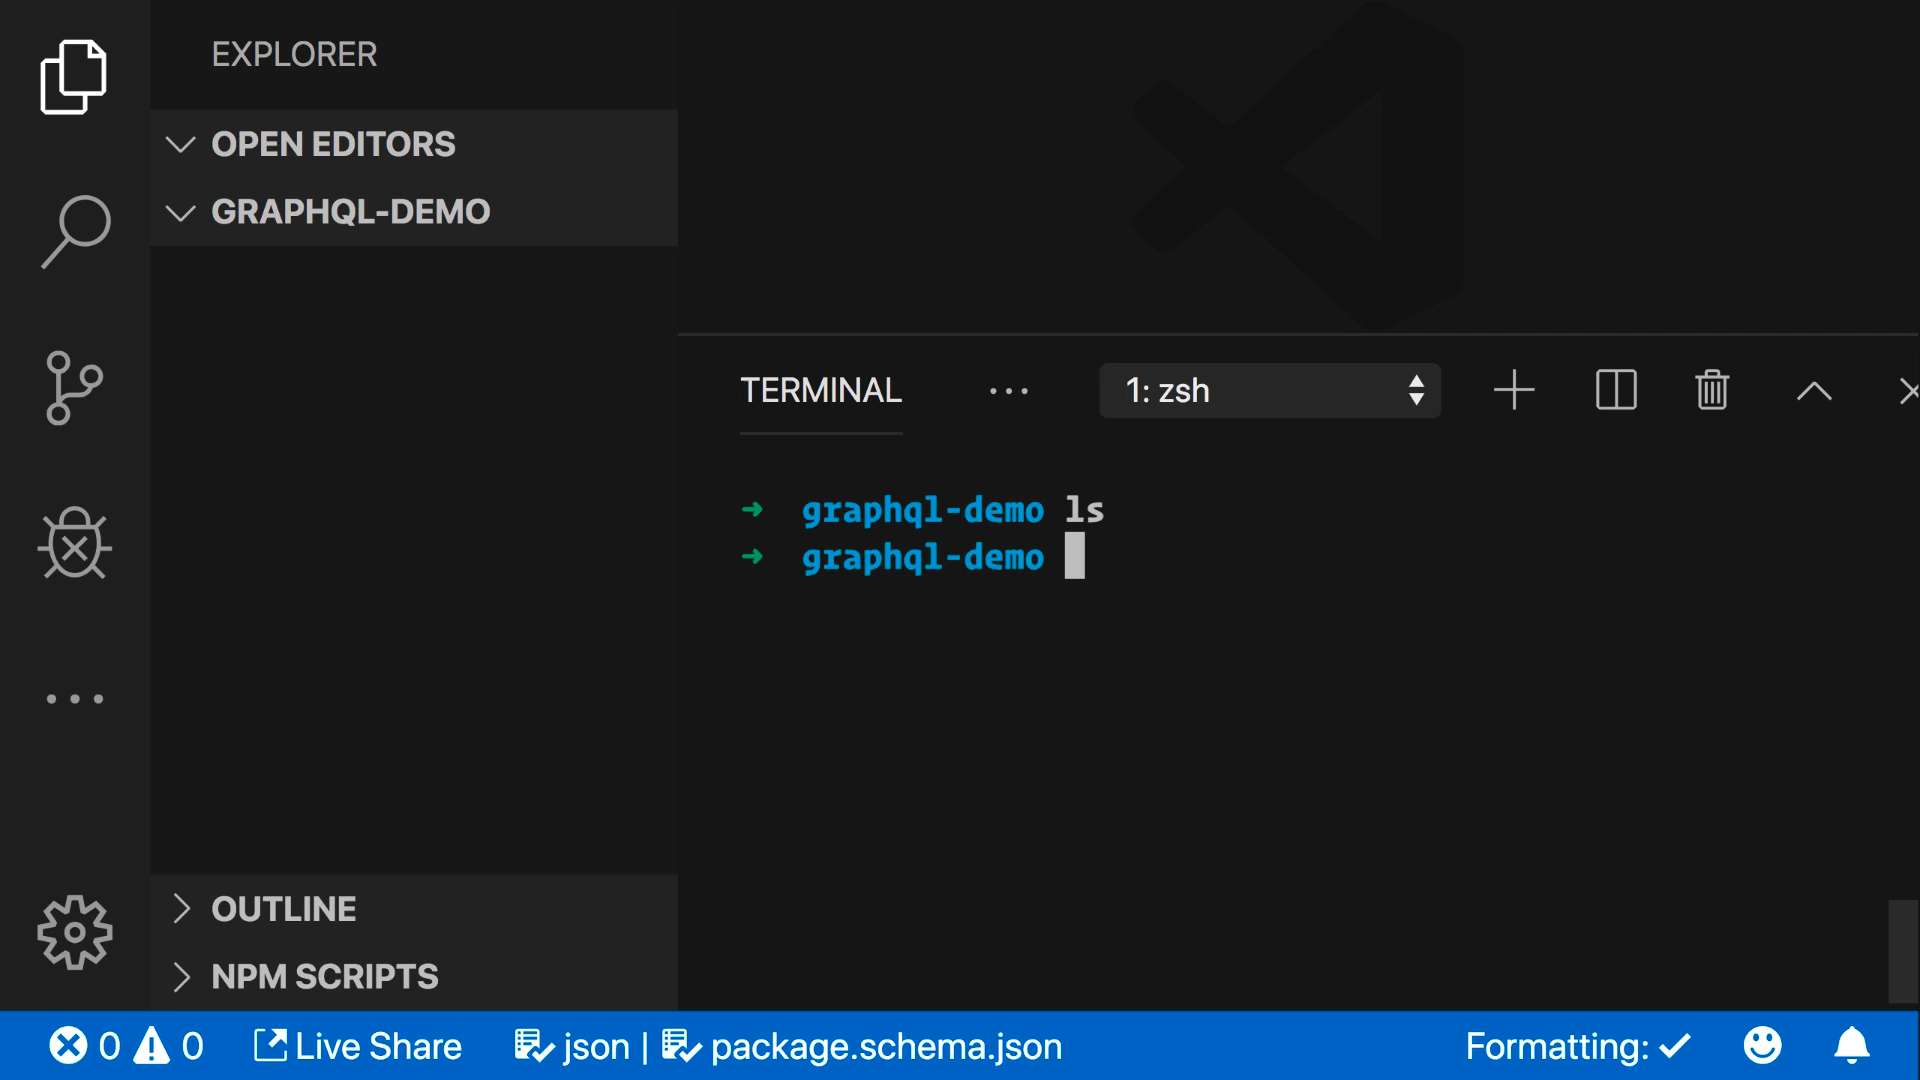 EXPLORER
OPEN EDITORS
GRAPHQL-DEMO
OUTLINE
NPM SCRIPTS
TERMINAL
1: zsh
➜ graphql-demo ls
➜ graphql-demo
0 0 Live Share json | package.schema.json Formatting: ✓